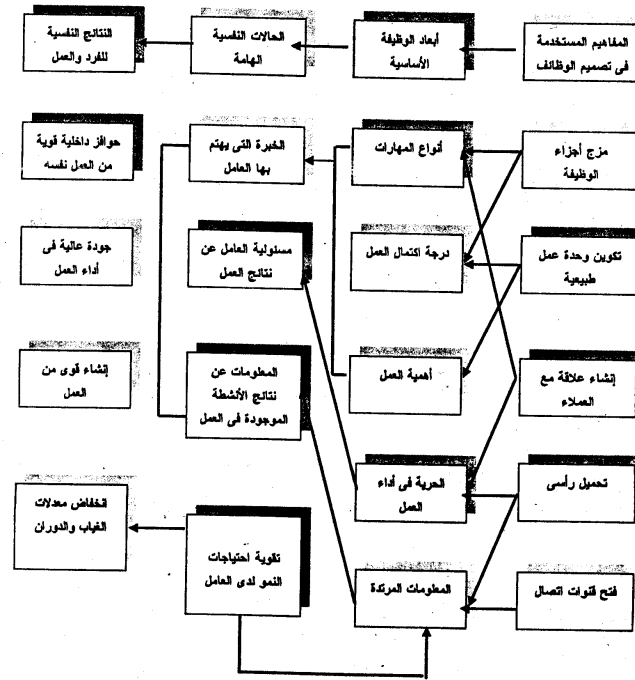 المفاهيم المستخدمة
فى تصميم الوظائف
أبعاد الوظيفة
الأساسية
الحالات النفسية
الهامة
النتائج النفسية
للفرد والعمل
مزج أجزاء
الوظيفة
أنواع المهارات
الخبرة التى يهتم
بها العامل
حوافز داخلية قوية
من العمل نفسه
تكوين وحدة عمل
طبيعية
درجة اكتمال العمل
مسئولية العامل عن
نتائج العمل
جودة عالية فى
أداء العمل
إنشاء علاقة مع
العملاء
أهمية العمل
المعلومات عن
نتائج الأنشطة
الموجودة فى العمل
إنشاء قوى من
العمل
تحميل رأسى
الحرية فى أداء
العمل
انخفاض معدلات
الغياب والدوران
فتح قنوات اتصال
المعلومات المرتدة
تقوية احتياجات
النمو لدى العامل